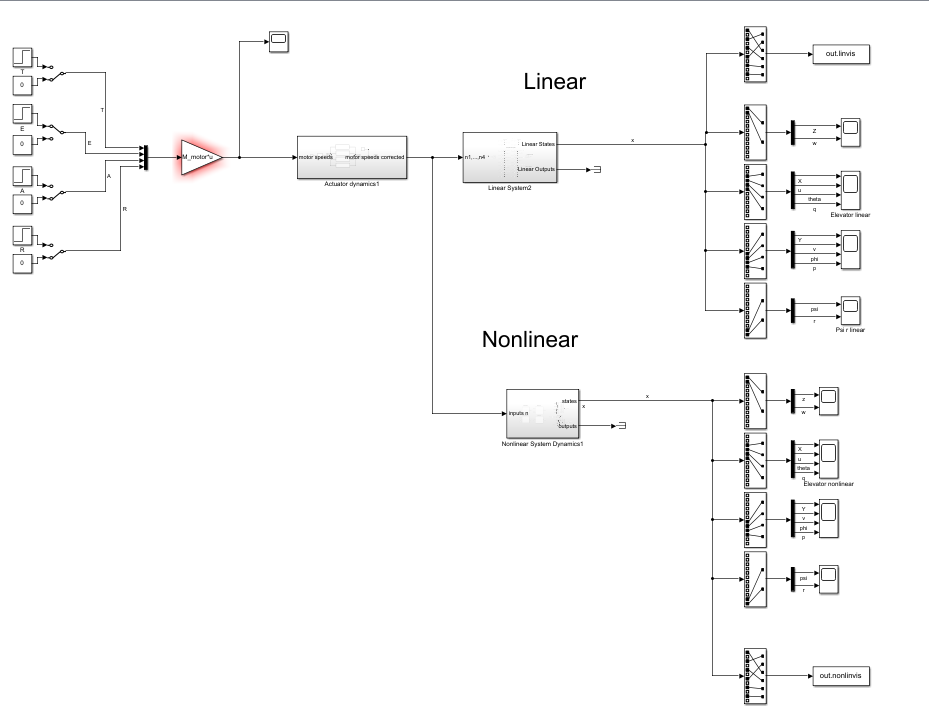 out.linvis
Linear
T
0
T
E
0
E
M_motor*u
motor speeds
motor speeds corrected
Actuator dynamics1
n1,...,n4
Linear States
Linear Outputs
Linear System2
x
Z
w
A
0
A
X
u
theta
q
Elevator linear
R
R
0
Y
v
phi
p
psi
r
Psi r linear
Nonlinear
inputs n
states
outputs
Nonlinear System Dynamics1
x
x
z
w
X
u
theta
q
Elevator nonlinear
Y
v
phi
p
psi
r
out.nonlinvis